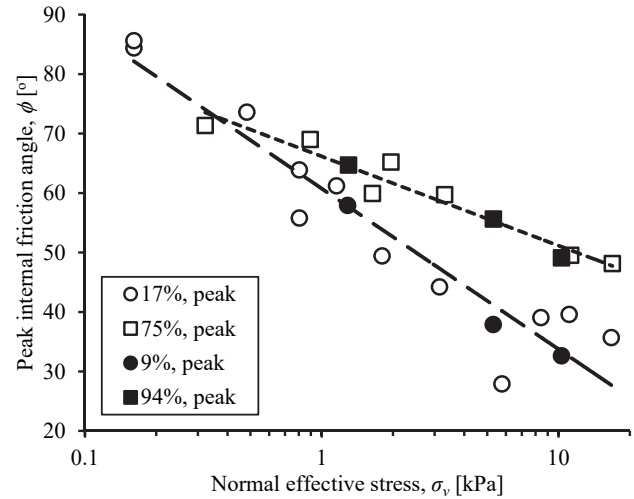 Peak internal friction angle, ϕ [º]
90
80
70
60
50
40
30
20
17%, peak
75%, peak
9%, peak
94%, peak
0.1
1
10
Normal effective stress, σv [kPa]